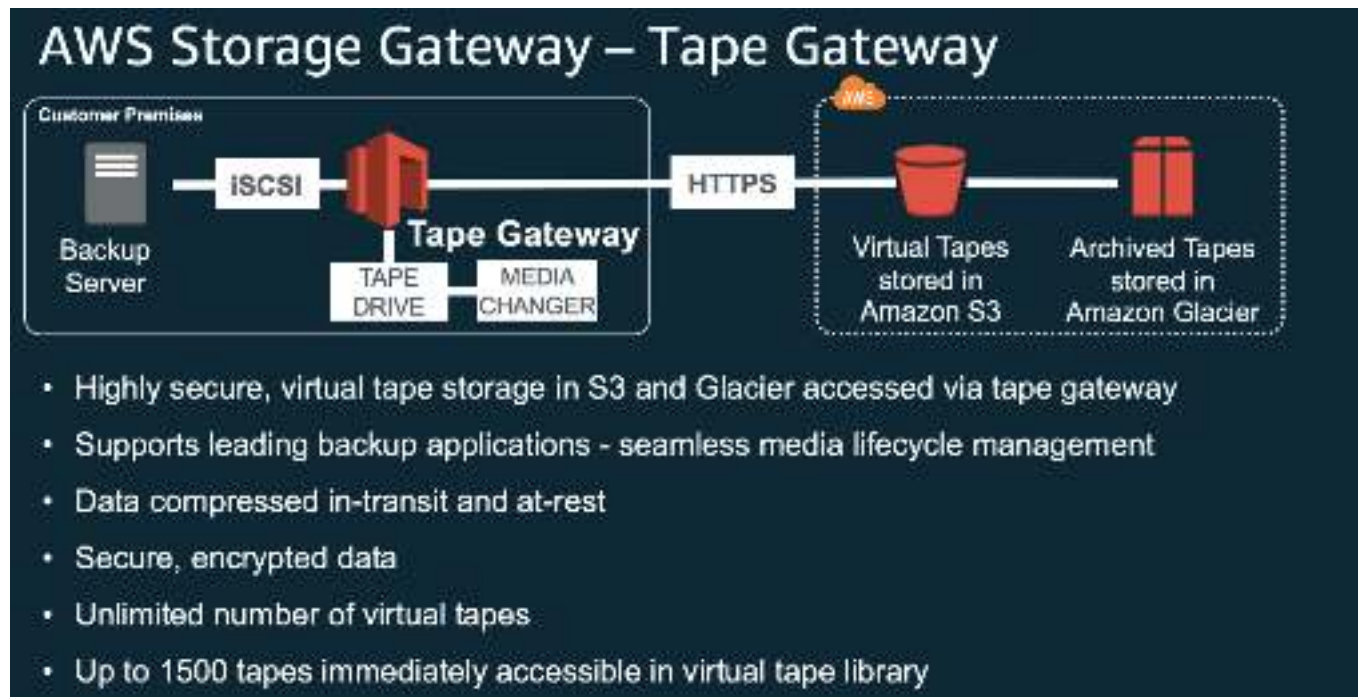 AWS Storage Gateway – Tape Gateway
AWS
Customer Premises
iSCSI
HTTPS
Tape Gateway
Backup
Server
TAPE
DRIVE
MEDIA
CHANGER
Virtual Tapes
stored in
Amazon S3
Archived Tapes
stored in
Amazon Glacier
• Highly secure, virtual tape storage in S3 and Glacier accessed via tape gateway
• Supports leading backup applications - seamless media lifecycle management
• Data compressed in-transit and at-rest
• Secure, encrypted data
• Unlimited number of virtual tapes
• Up to 1500 tapes immediately accessible in virtual tape library